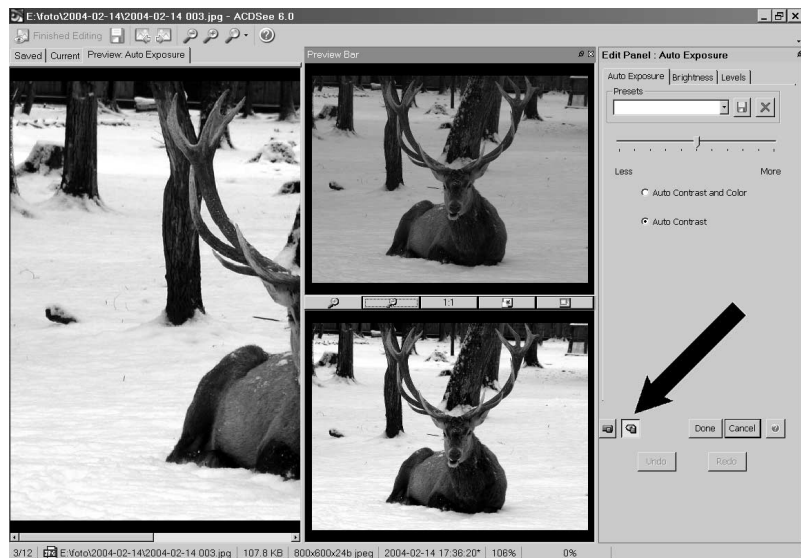 E:\foto\2004-02-14\2004-02-14 003.jpg - ACDSee 6.0
Finished Editing
Saved Current Preview: Auto Exposure
Preview Bar
Edit Panel : Auto Exposure
Auto Exposure Brightness Levels
Presets
Less More
Auto Contrast and Color
Auto Contrast
1:1
Done Cancel
Undo Redo
3/12 E:\foto\2004-02-14\2004-02-14 003.jpg 107.8 KB 800x600x24b jpeg 2004-02-14 17:36:20* 106% 0%